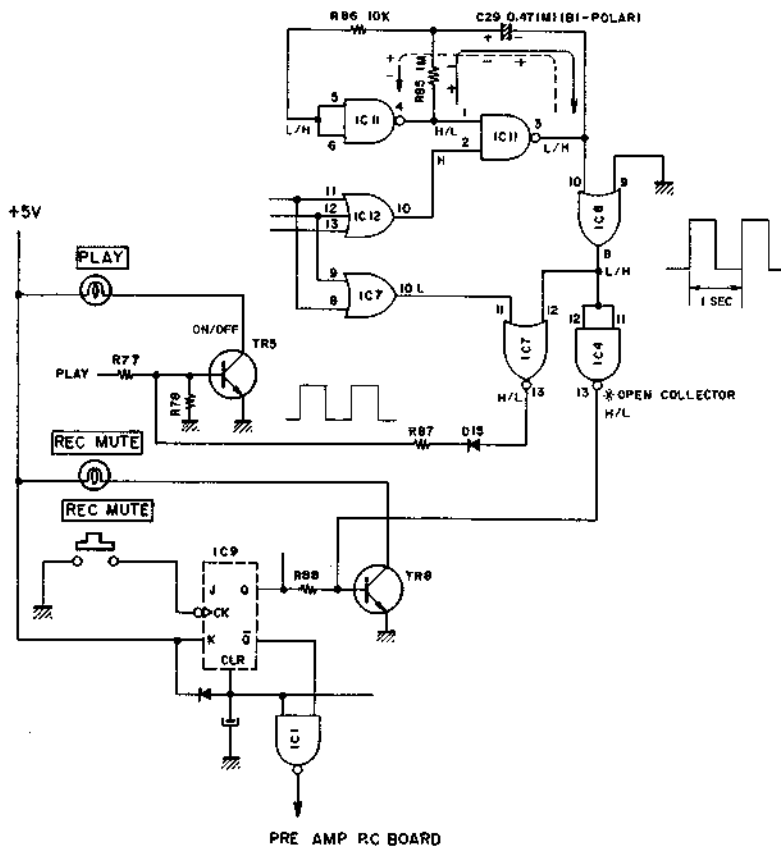 R86 10K
C29 0.47(M)(BI-POLAR)
+ -
+
-
R85 1M
- - +
+
5
6
IC11
4
L/H
H/L
1
2
IC11
3
L/H
H
10
9
IC6
8
L/H
11
12
13
IC12
10
9
8
IC7
10 L
11
12
IC7
13
H/L
12
11
IC4
13
※OPEN COLLECTOR
H/L
1 SEC
+5V
PLAY
ON/OFF
TR5
PLAY
R77
R78
R87
D15
REC MUTE
REC MUTE
IC9
J
Q
CK
K
Q̅
CLR
R88
TR8
IC1
PRE AMP P.C BOARD